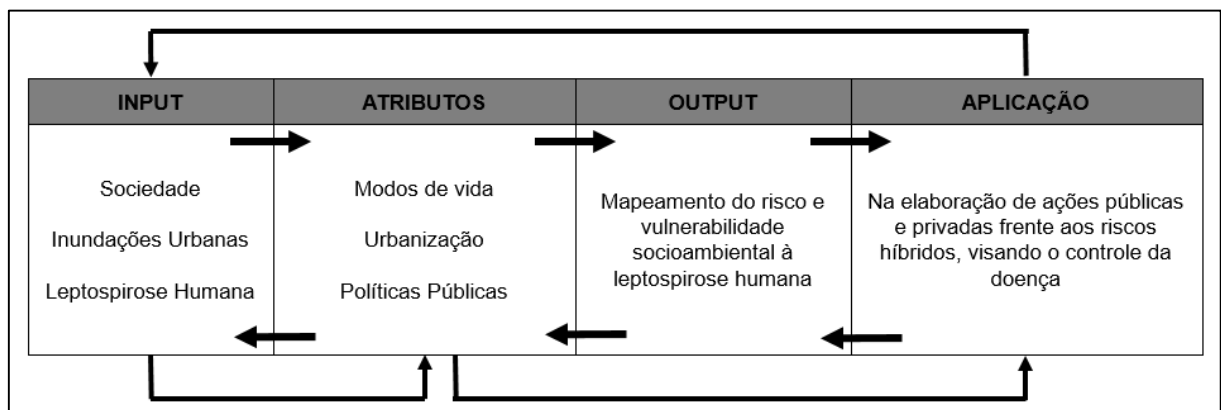 INPUT
ATRIBUTOS
OUTPUT
APLICAÇÃO
Sociedade
Inundações Urbanas
Leptospirose Humana
Modos de vida
Urbanização
Políticas Públicas
Mapeamento do risco e
vulnerabilidade
socioambiental à
leptospirose humana
Na elaboração de ações públicas
e privadas frente aos riscos
híbridos, visando o controle da
doença